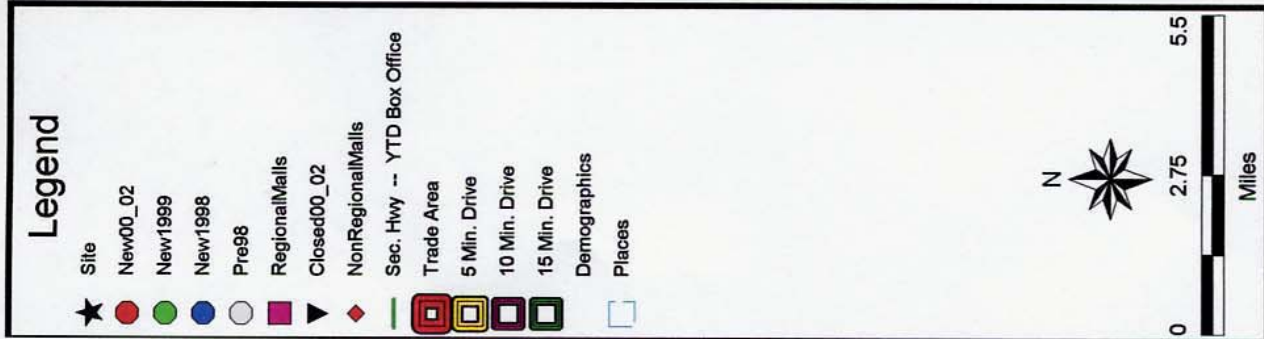 Legend
Site
New00_02
New1999
New1998
Pre98
RegionalMalls
Closed00_02
NonRegionalMalls
Sec. Hwy -- YTD Box Office
Trade Area
5 Min. Drive
10 Min. Drive
15 Min. Drive
Demographics
Places
N
0 2.75 5.5
Miles